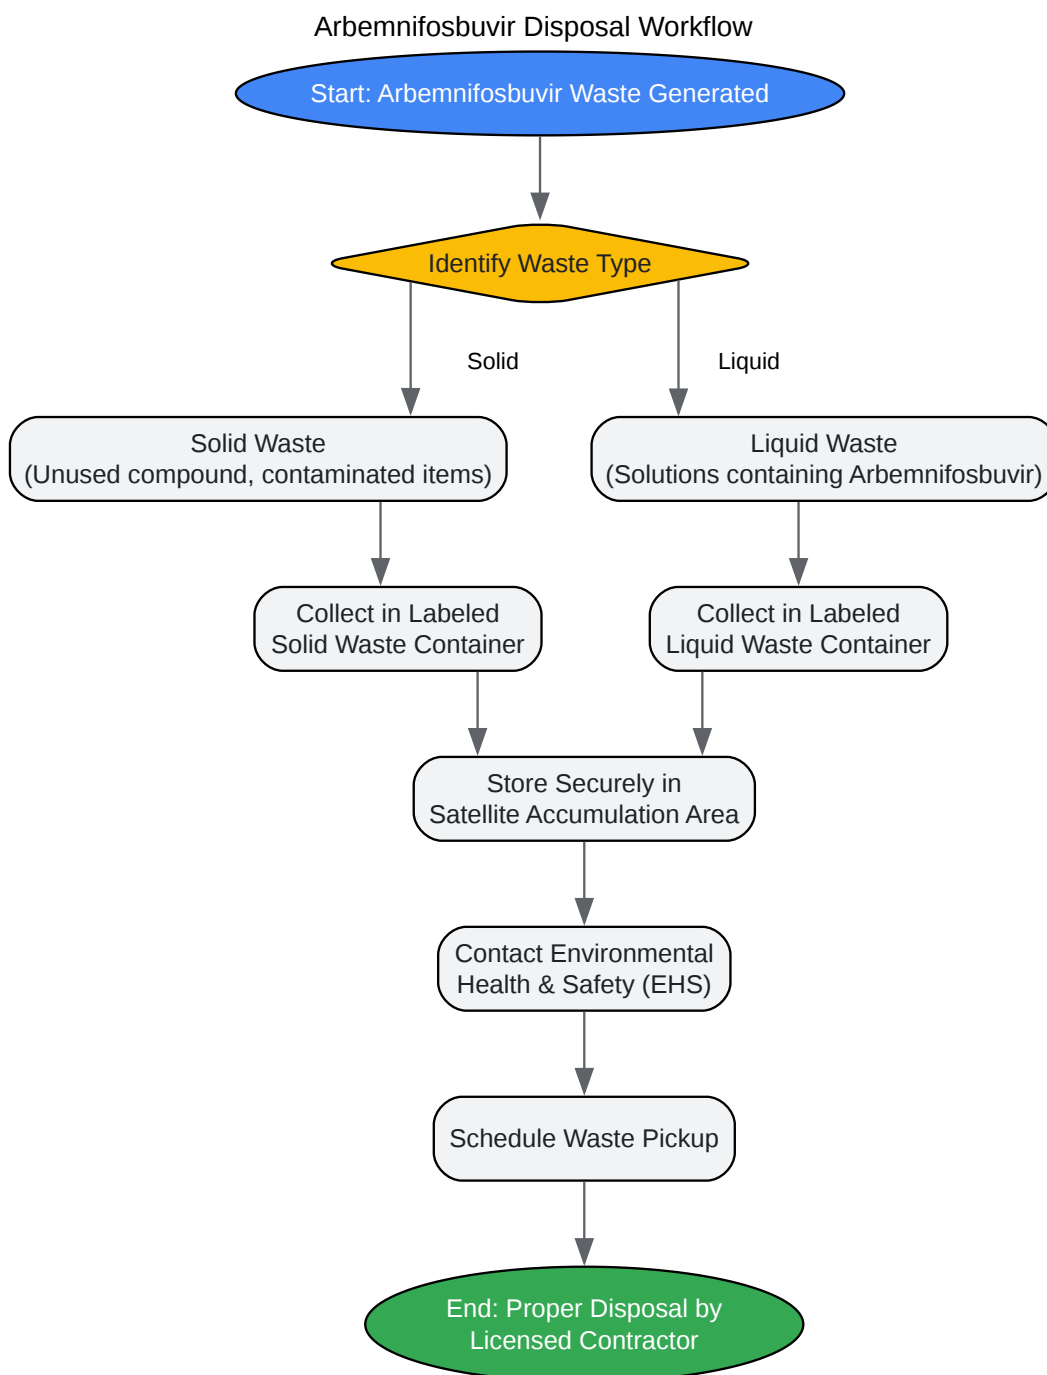 Arbemnifosbuvir Disposal Workflow
Start: Arbemnifosbuvir Waste Generated
Identify Waste Type
Solid
Liquid
Solid Waste
(Unused compound, contaminated items)
Liquid Waste
(Solutions containing Arbemnifosbuvir)
Collect in Labeled
Solid Waste Container
Collect in Labeled
Liquid Waste Container
Store Securely in
Satellite Accumulation Area
Contact Environmental
Health & Safety (EHS)
Schedule Waste Pickup
End: Proper Disposal by
Licensed Contractor